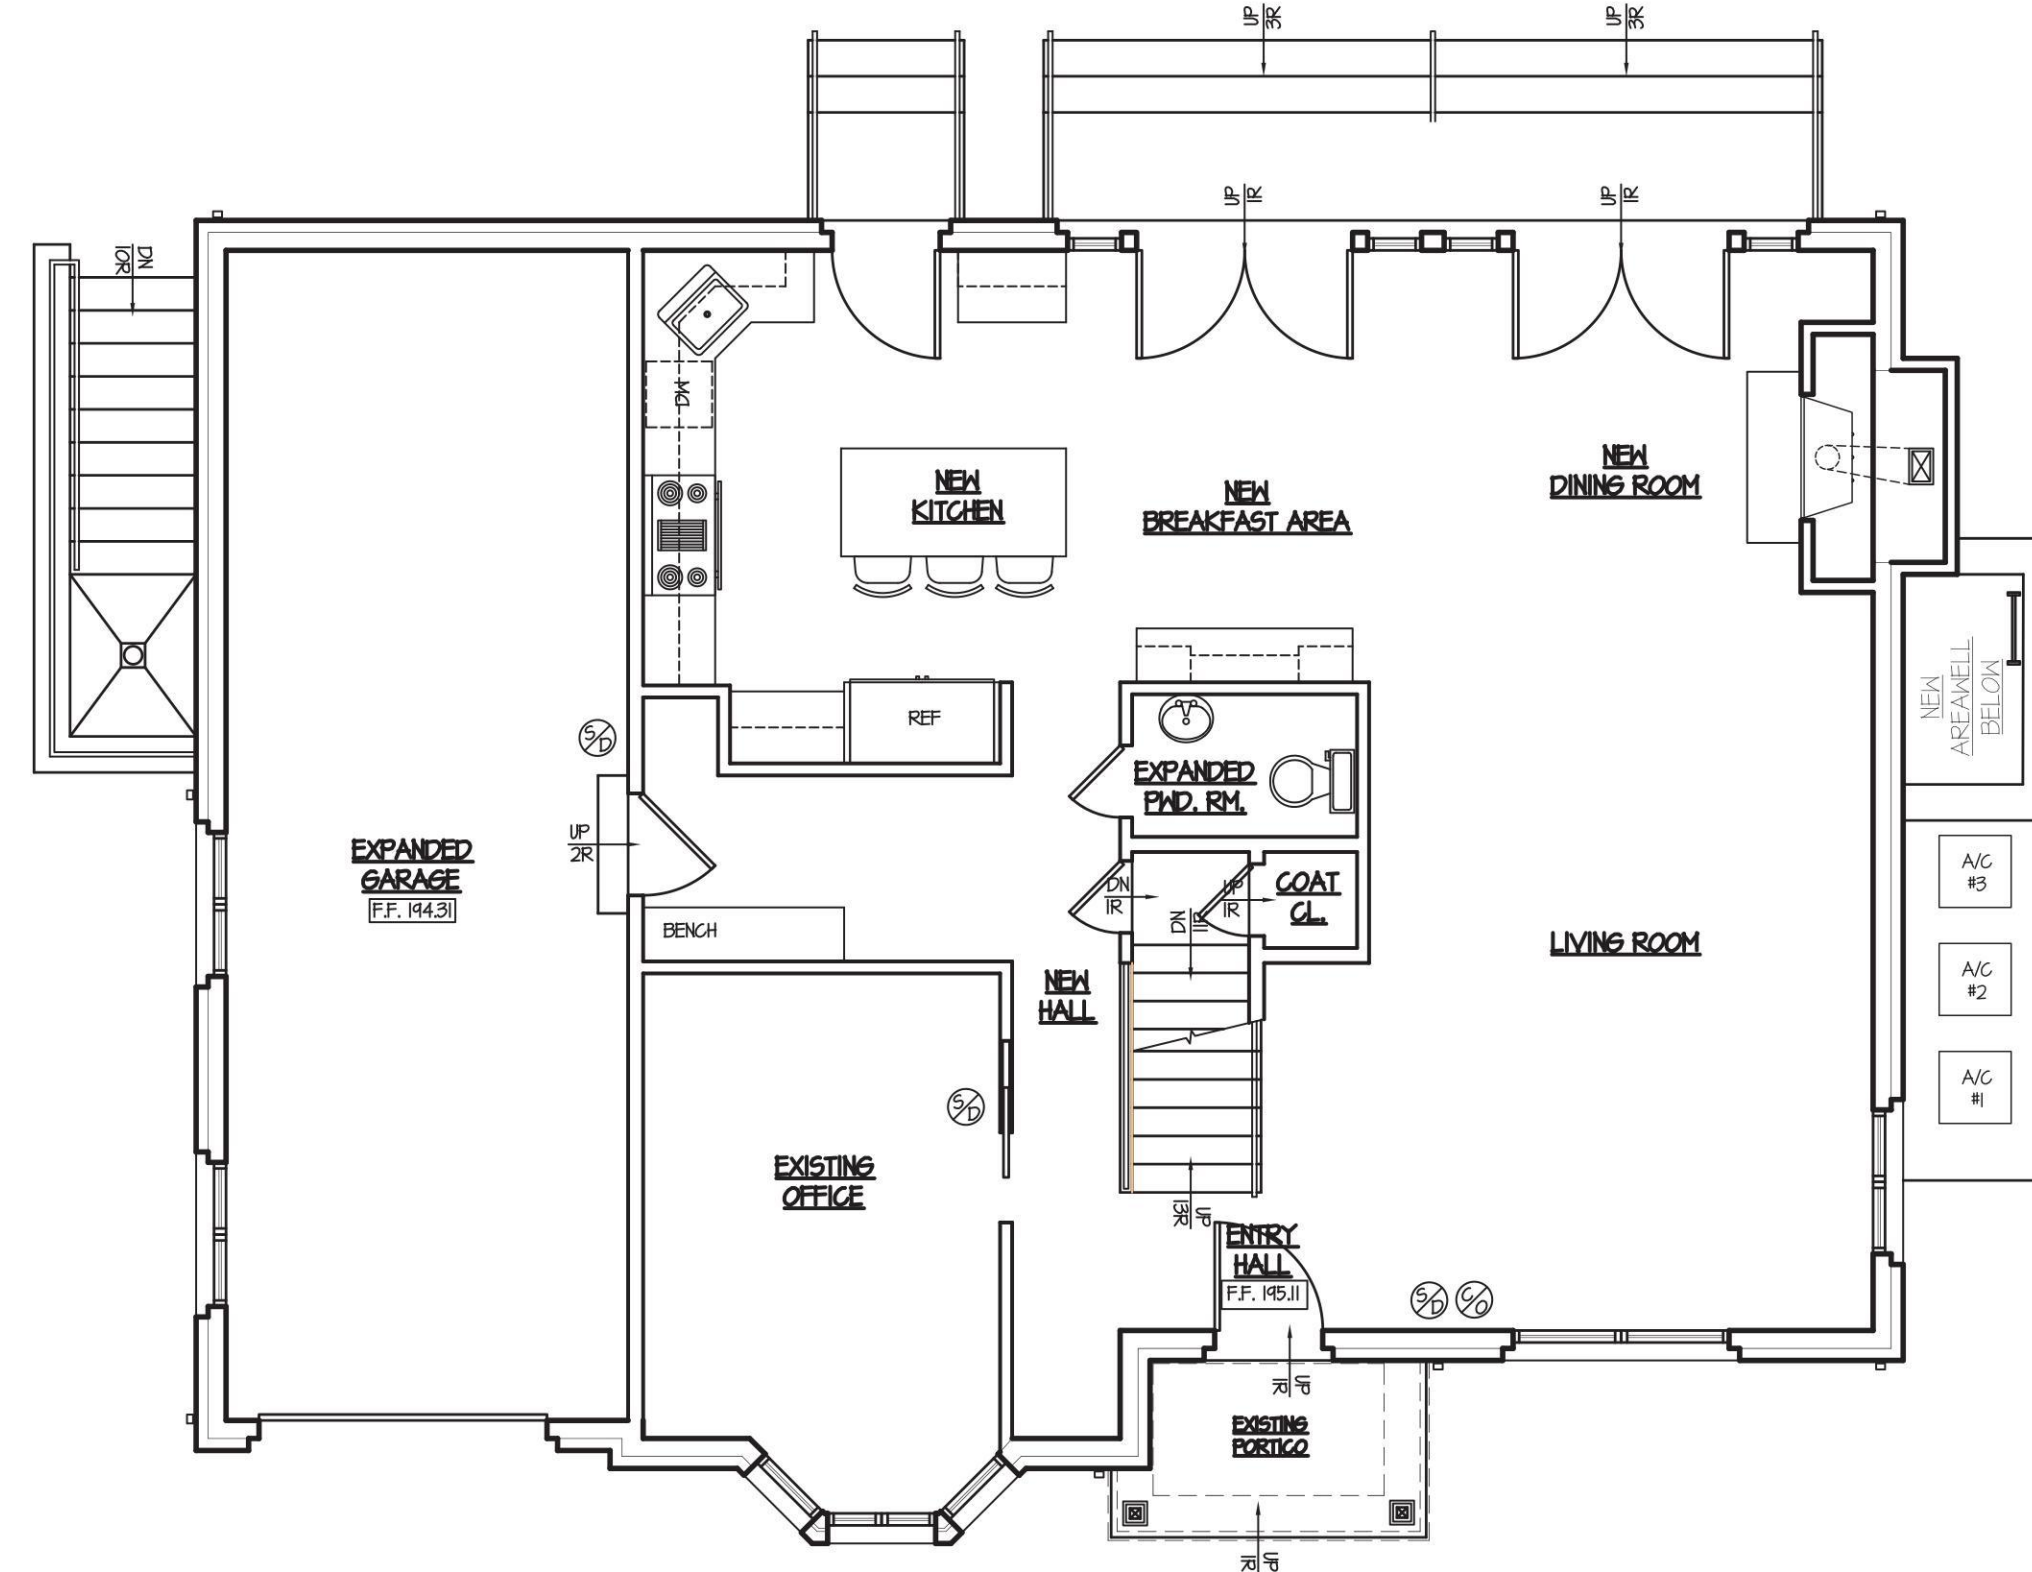 UP
3R
UP
3R
UP
1R
UP
1R
DN
10R
DW
NEW
KITCHEN
NEW
BREAKFAST AREA
NEW
DINING ROOM
NEW
AREAWELL
BELOW
REF
S/D
EXPANDED
PWD. RM.
UP
2R
EXPANDED
GARAGE
F.F. 194.31
BENCH
DN
1R
DN
11R
UP
1R
COAT
CL.
LIVING ROOM
A/C
#3
A/C
#2
A/C
#1
NEW
HALL
S/D
EXISTING
OFFICE
UP
13R
ENTRY
HALL
F.F. 195.11
S/D
C/O
UP
1R
EXISTING
PORTICO
UP
1R